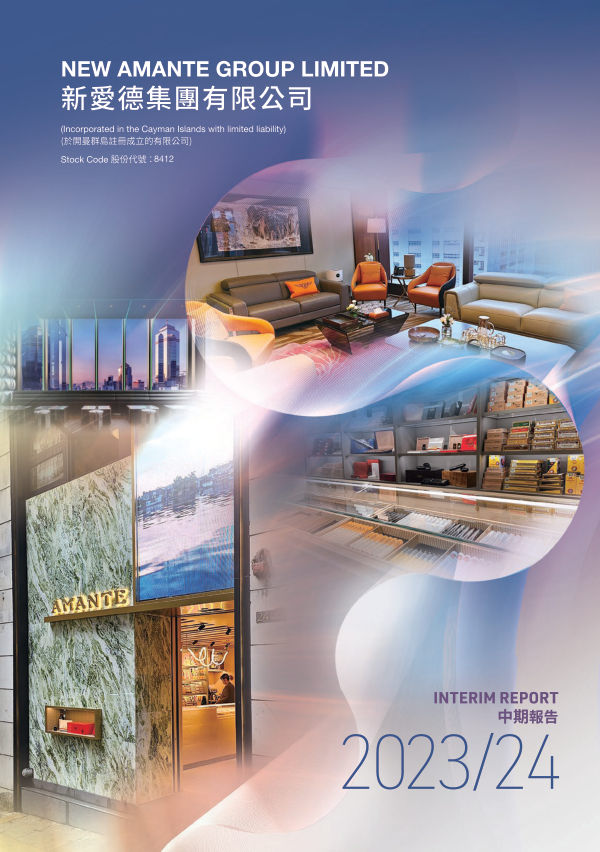 NEW AMANTE GROUP LIMITED
新愛德集團有限公司
(Incorporated in the Cayman Islands with limited liability)
(於開曼群島註冊成立的有限公司)
Stock Code 股份代號：8412
AMANTE
INTERIM REPORT
中期報告
2023/24